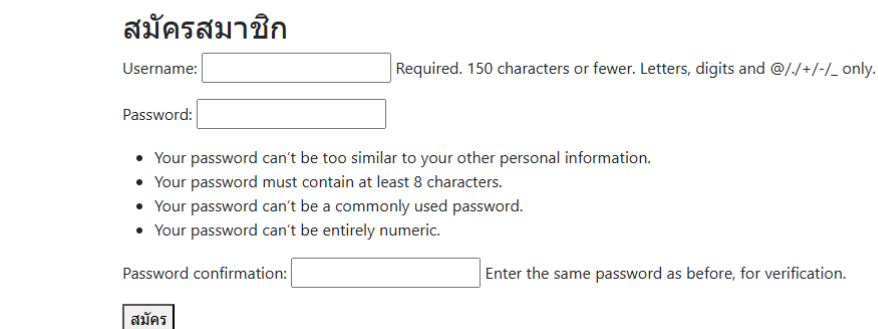 สมัครสมาชิก
Username: Required. 150 characters or fewer. Letters, digits and @/./+/-/_ only.
Password:
• Your password can't be too similar to your other personal information.
• Your password must contain at least 8 characters.
• Your password can't be a commonly used password.
• Your password can't be entirely numeric.
Password confirmation: Enter the same password as before, for verification.
สมัคร